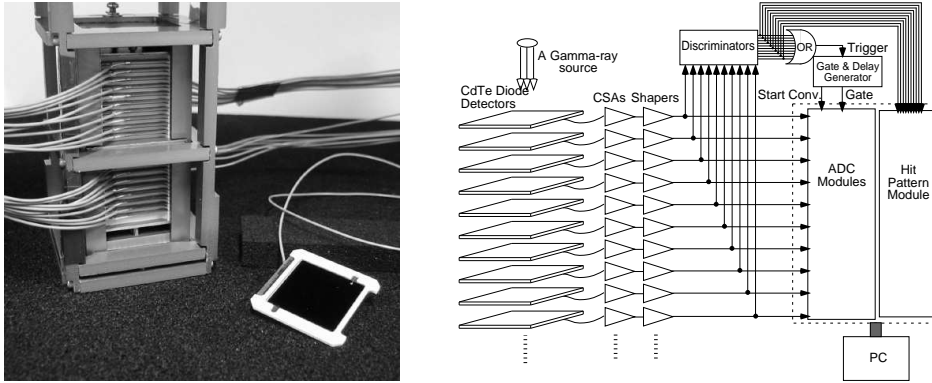 A Gamma-ray
source
CdTe Diode
Detectors
CSAs Shapers
Discriminators
OR
Trigger
Gate & Delay
Generator
Start Conv.
Gate
ADC
Modules
Hit
Pattern
Module
PC